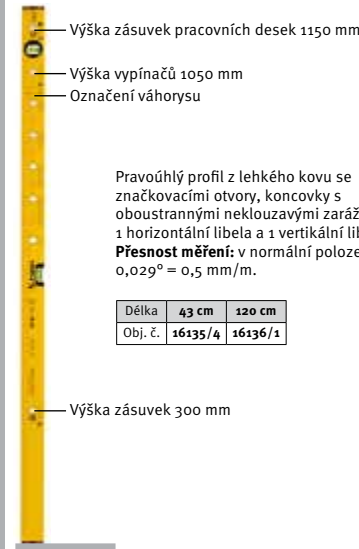 Výška zásuvek pracovních desek 1150 mm
Výška vypínačů 1050 mm
Označení váhorysu
Pravoúhlý profil z lehkého kovu se
značkovacími otvory, koncovky s
oboustrannými neklouzavými
1 horizontální libela a 1 vertikální
Přesnost měření: v normální poloze
0,029° = 0,5 mm/m.
Délka 43 cm 120 cm
Obj. č. 16135/4 16136/1
Výška zásuvek 300 mm